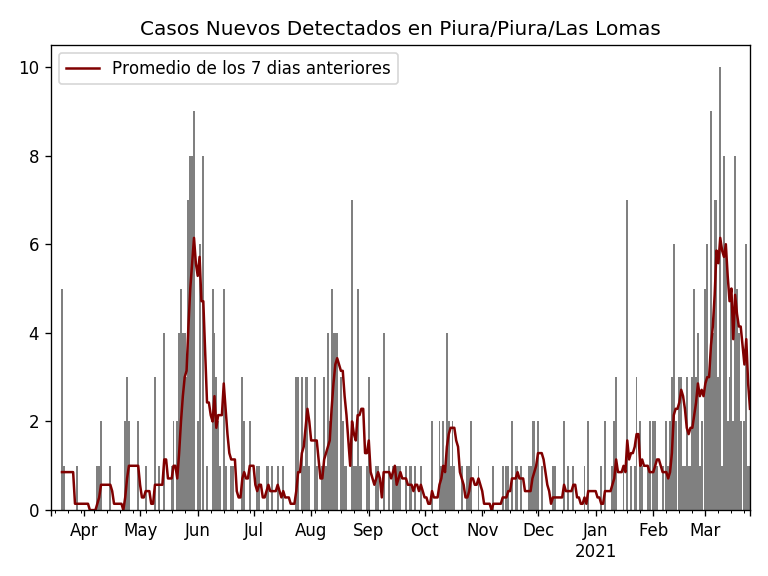 Casos Nuevos Detectados en Piura/Piura/Las Lomas
Promedio de los 7 dias anteriores
10
8
6
4
2
0
Apr May Jun Jul Aug Sep Oct Nov Dec Jan Feb Mar
2021